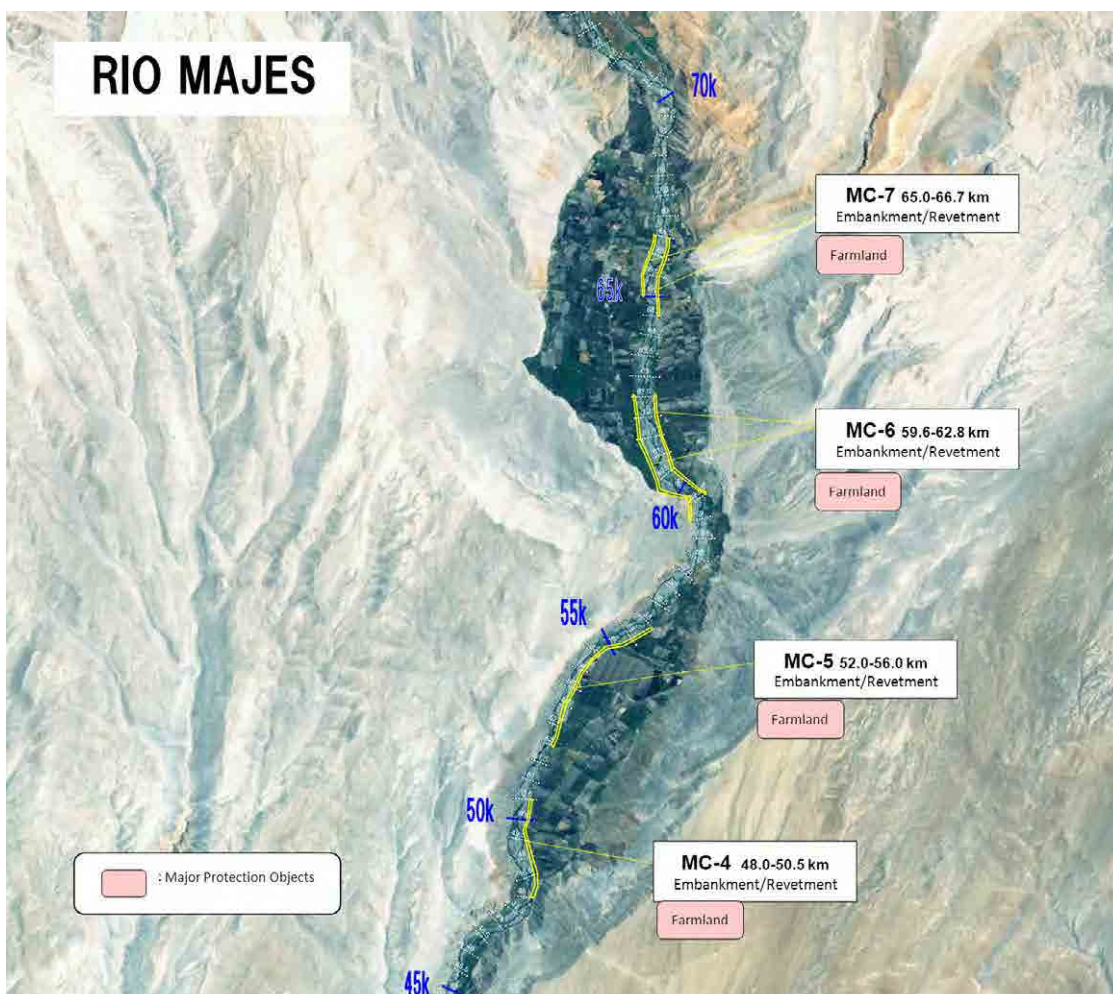 RIO MAJES
70k
MC-7 65.0-66.7 km
Embankment/Revetment
Farmland
65k
MC-6 59.6-62.8 km
Embankment/Revetment
Farmland
60k
55k
MC-5 52.0-56.0 km
Embankment/Revetment
Farmland
50k
MC-4 48.0-50.5 km
Embankment/Revetment
Farmland
: Major Protection Objects
45k